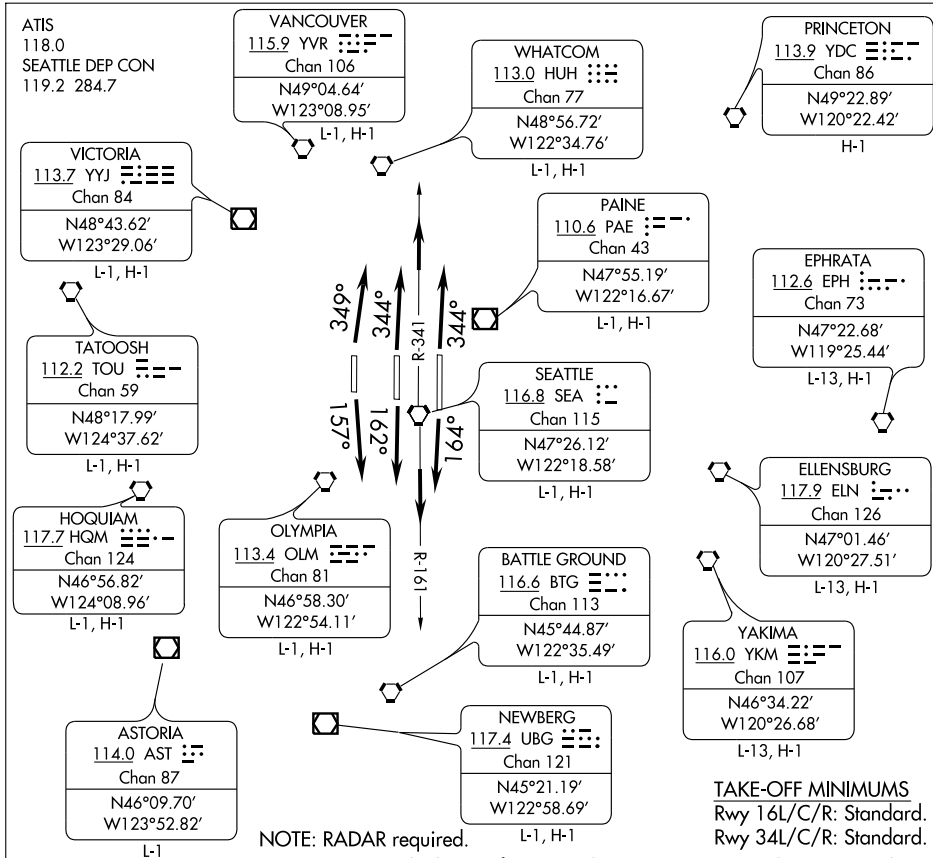 ATIS
118.0
SEATTLE DEP CON
119.2 284.7
VANCOUVER
115.9 YVR
Chan 106
N49°04.64′
W123°08.95′
L-1, H-1
WHATCOM
113.0 HUH
Chan 77
N48°56.72′
W122°34.76′
L-1, H-1
PRINCETON
113.9 YDC
Chan 86
N49°22.89′
W120°22.42′
H-1
VICTORIA
113.7 YYJ
Chan 84
N48°43.62′
W123°29.06′
L-1, H-1
PAINE
110.6 PAE
Chan 43
N47°55.19′
W122°16.67′
L-1, H-1
EPHRATA
112.6 EPH
Chan 73
N47°22.68′
W119°25.44′
L-13, H-1
349°
344°
R-341
344°
TATOOSH
112.2 TOU
Chan 59
N48°17.99′
W124°37.62′
L-1, H-1
SEATTLE
116.8 SEA
Chan 115
N47°26.12′
W122°18.58′
L-1, H-1
157°
162°
164°
R-161
ELLENSBURG
117.9 ELN
Chan 126
N47°01.46′
W120°27.51′
L-13, H-1
HOQUIAM
117.7 HQM
Chan 124
N46°56.82′
W124°08.96′
L-1, H-1
OLYMPIA
113.4 OLM
Chan 81
N46°58.30′
W122°54.11′
L-1, H-1
BATTLE GROUND
116.6 BTG
Chan 113
N45°44.87′
W122°35.49′
L-1, H-1
YAKIMA
116.0 YKM
Chan 107
N46°34.22′
W120°26.68′
L-13, H-1
ASTORIA
114.0 AST
Chan 87
N46°09.70′
W123°52.82′
L-1
NEWBERG
117.4 UBG
Chan 121
N45°21.19′
W122°58.69′
L-1, H-1
TAKE-OFF MINIMUMS
Rwy 16L/C/R: Standard.
Rwy 34L/C/R: Standard.
NOTE: RADAR required.